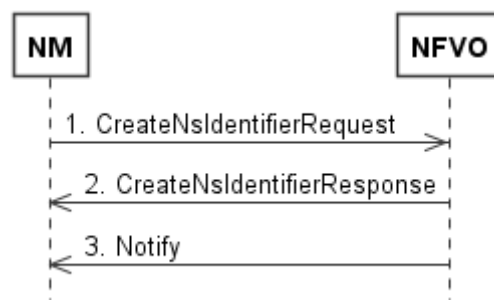 NM
NFVO
1. CreateNsIdentifierRequest
2. CreateNsIdentifierResponse
3. Notify